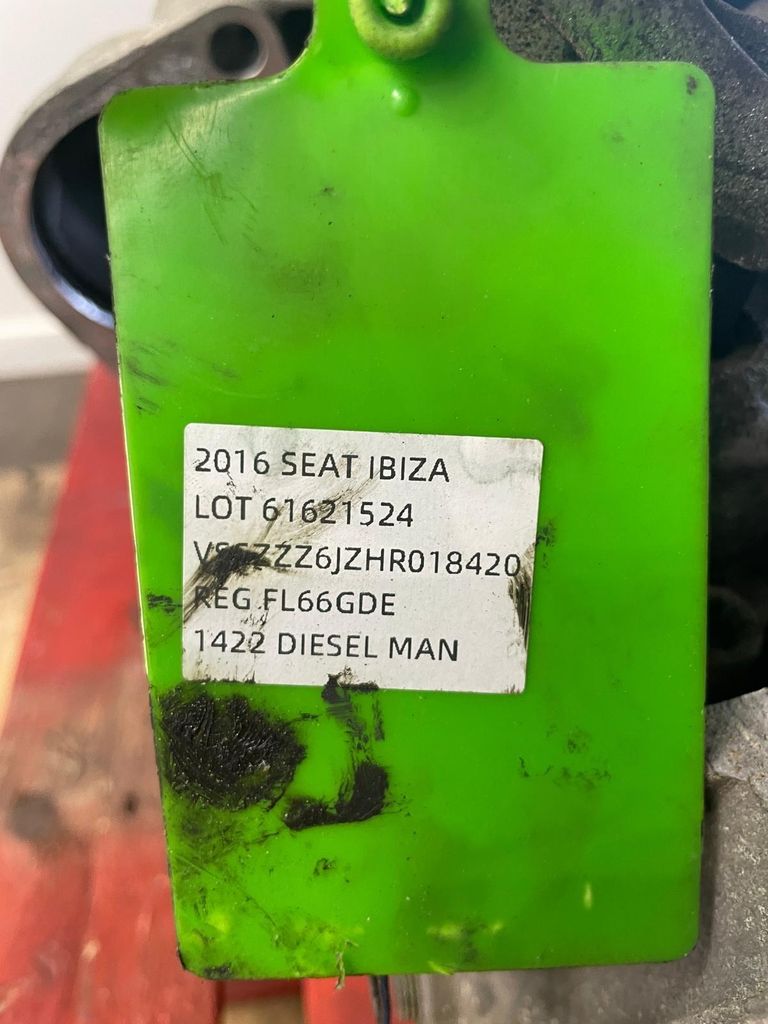 2016 SEAT IBIZA
LOT 61621524
VSSZZZ6JZHR018420
REG FL66GDE
1422 DIESEL MAN